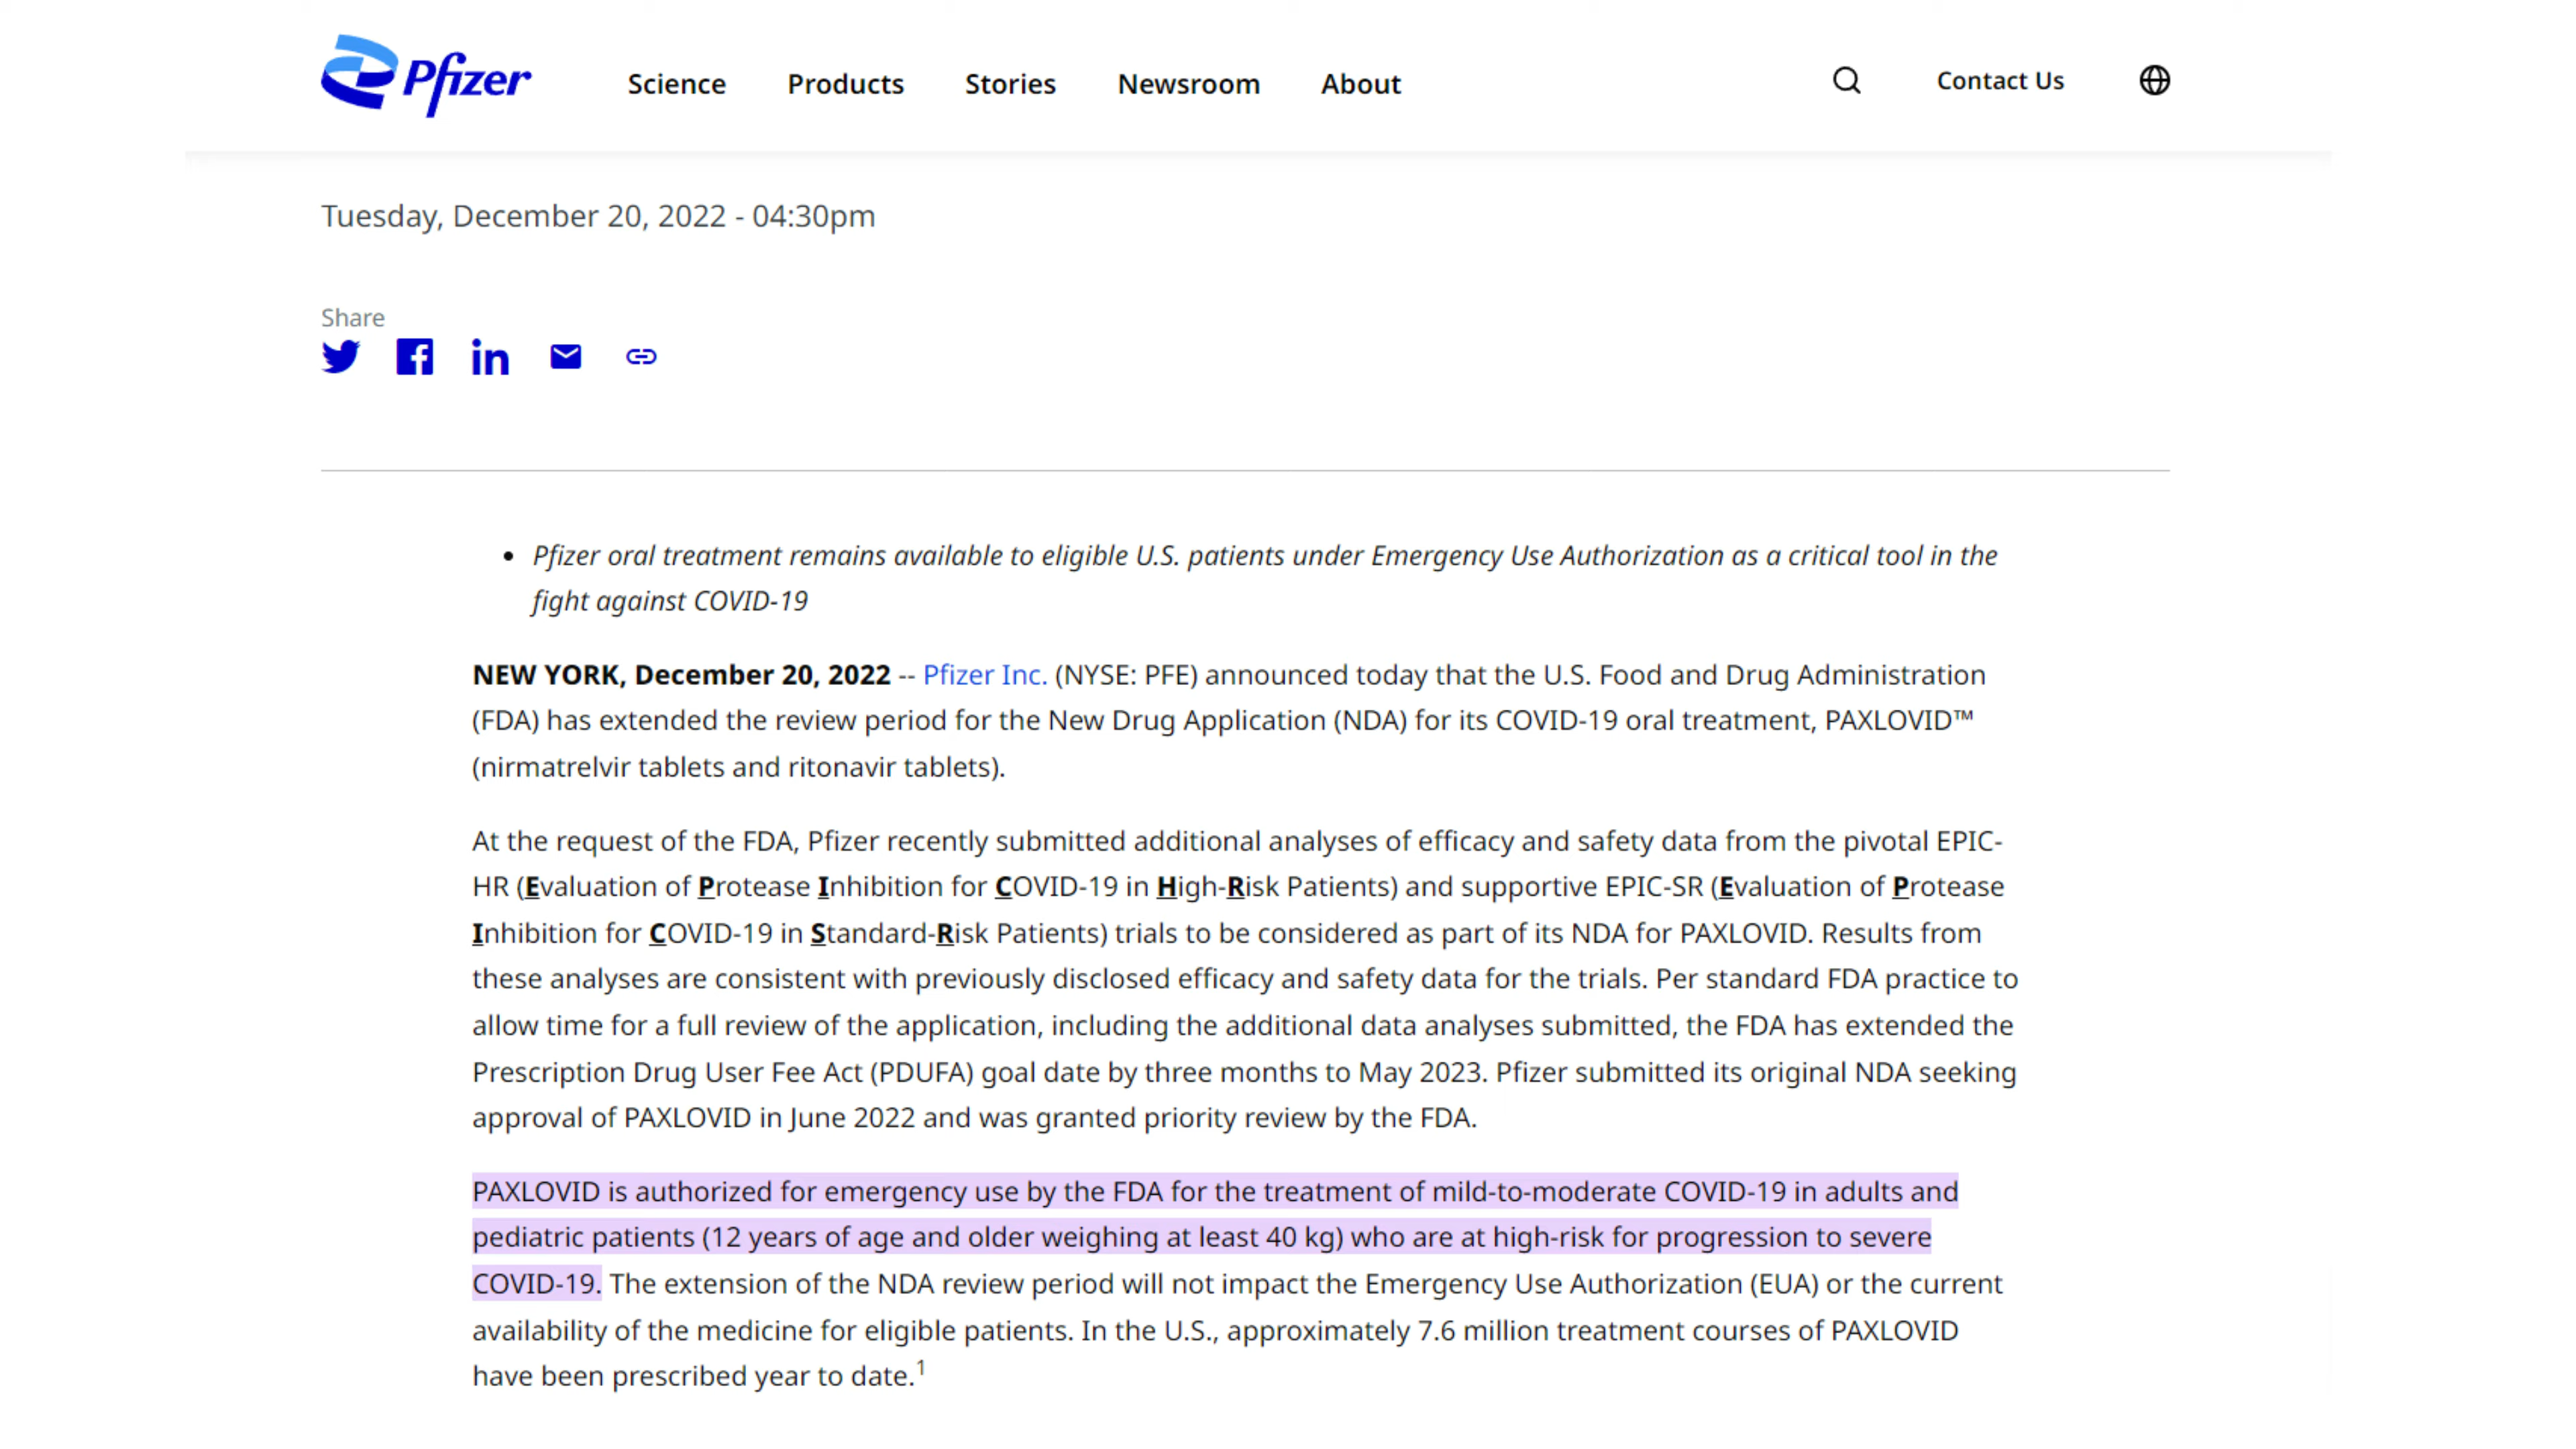 Pfizer
Science Products Stories Newsroom About Contact Us
Tuesday, December 20, 2022 - 04:30pm
Share
• Pfizer oral treatment remains available to eligible U.S. patients under Emergency Use Authorization as a critical tool in the
fight against COVID-19
NEW YORK, December 20, 2022 -- Pfizer Inc. (NYSE: PFE) announced today that the U.S. Food and Drug Administration
(FDA) has extended the review period for the New Drug Application (NDA) for its COVID-19 oral treatment, PAXLOVID™
(nirmatrelvir tablets and ritonavir tablets).
At the request of the FDA, Pfizer recently submitted additional analyses of efficacy and safety data from the pivotal EPIC-
HR (Evaluation of Protease Inhibition for COVID-19 in High-Risk Patients) and supportive EPIC-SR (Evaluation of Protease
Inhibition for COVID-19 in Standard-Risk Patients) trials to be considered as part of its NDA for PAXLOVID. Results from
these analyses are consistent with previously disclosed efficacy and safety data for the trials. Per standard FDA practice to
allow time for a full review of the application, including the additional data analyses submitted, the FDA has extended the
Prescription Drug User Fee Act (PDUFA) goal date by three months to May 2023. Pfizer submitted its original NDA seeking
approval of PAXLOVID in June 2022 and was granted priority review by the FDA.
PAXLOVID is authorized for emergency use by the FDA for the treatment of mild-to-moderate COVID-19 in adults and
pediatric patients (12 years of age and older weighing at least 40 kg) who are at high-risk for progression to severe
COVID-19. The extension of the NDA review period will not impact the Emergency Use Authorization (EUA) or the current
availability of the medicine for eligible patients. In the U.S., approximately 7.6 million treatment courses of PAXLOVID
have been prescribed year to date.1